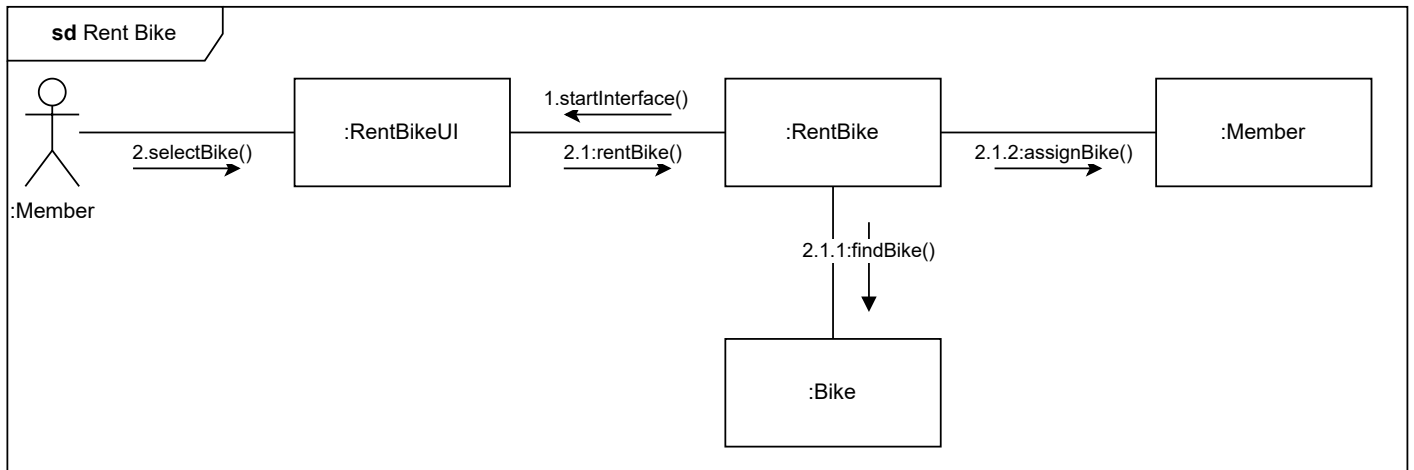 sd Rent Bike
1.startInterface()
:RentBikeUI
:RentBike
:Member
2.selectBike()
2.1:rentBike()
2.1.2:assignBike()
:Member
2.1.1:findBike()
:Bike